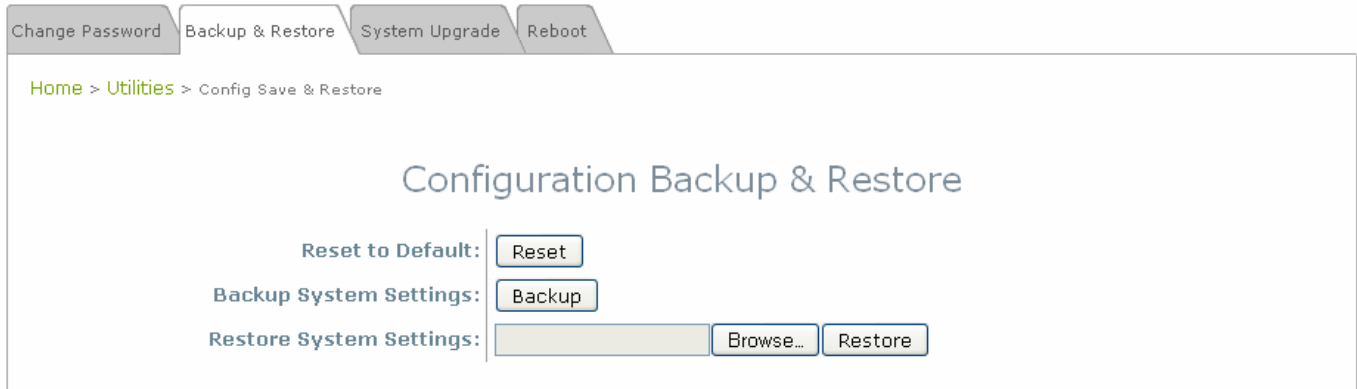 Change Password Backup & Restore System Upgrade Reboot
Home > Utilities > Config Save & Restore
Configuration Backup & Restore
Reset to Default: Reset
Backup System Settings: Backup
Restore System Settings: Browse... Restore